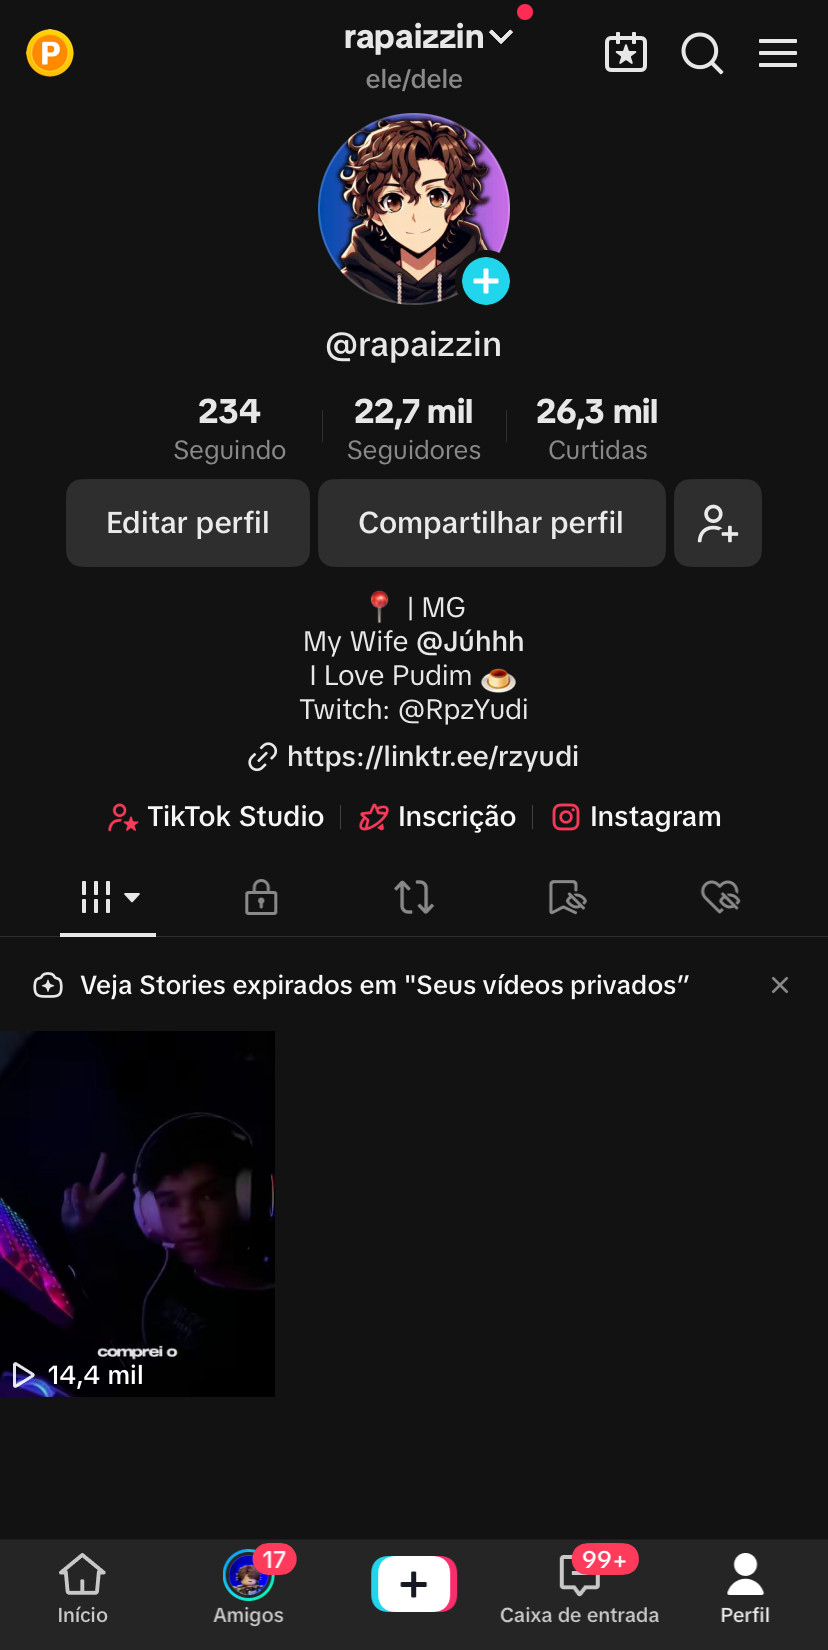 P
rapaizzin
ele/dele
@rapaizzin
234
Seguindo
22,7 mil
Seguidores
26,3 mil
Curtidas
Editar perfil
Compartilhar perfil
📍 | MG
My Wife @Júhhh
I Love Pudim 🍮
Twitch: @RpzYudi
https://linktr.ee/rzyudi
TikTok Studio
Inscrição
Instagram
Veja Stories expirados em "Seus vídeos privados”
comprei o
14,4 mil
Início
17
Amigos
99+
Caixa de entrada
Perfil